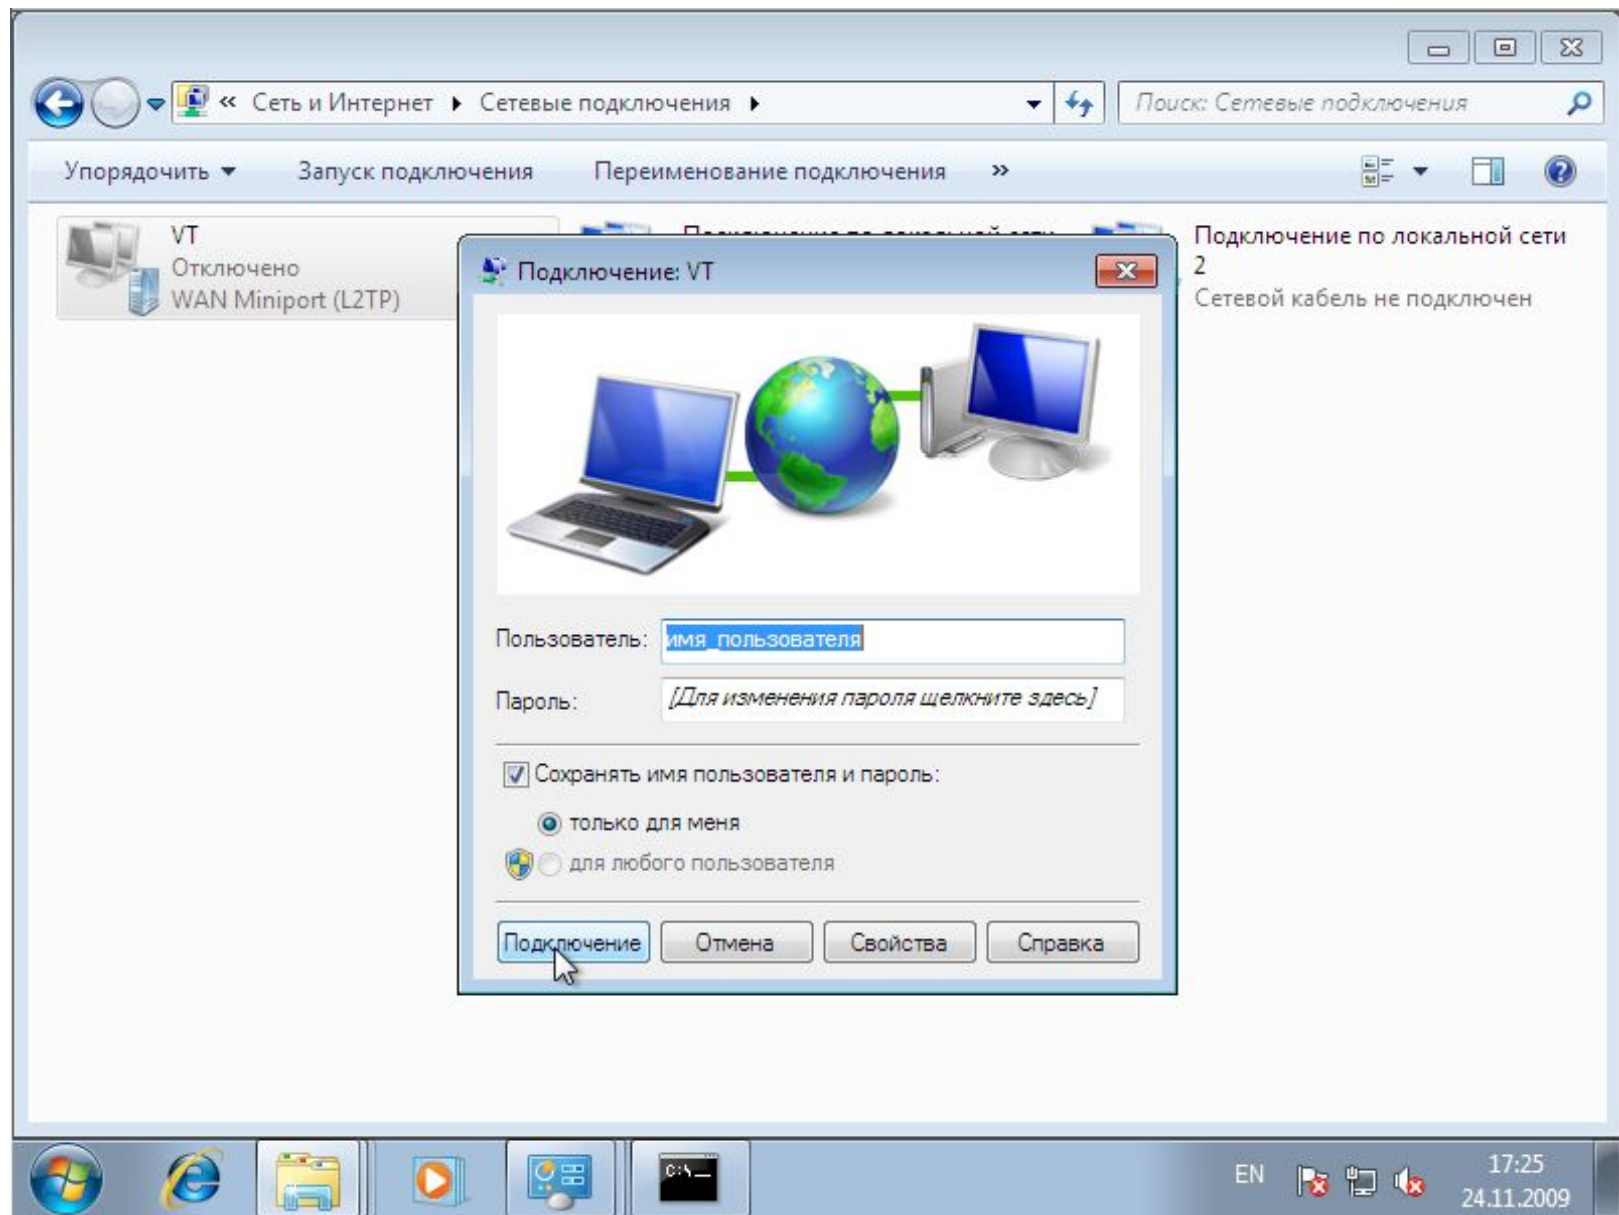 « Сеть и Интернет Сетевые подключения
Поиск: Сетевые подключения
Упорядочить Запуск подключения Переименование подключения »
VT
Отключено
WAN Miniport (L2TP)
Подключение по локальной сети
2
Сетевой кабель не подключен
Подключение: VT
Пользователь: имя_пользователя
Пароль: [Для изменения пароля щелкните здесь]
Сохранять имя пользователя и пароль:
только для меня
для любого пользователя
Подключение Отмена Свойства Справка
C:\_
EN
17:25
24.11.2009